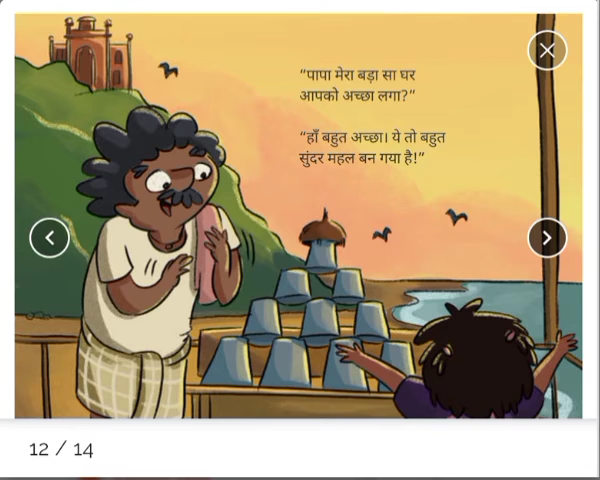 “पापा मेरा बड़ा सा घर
आपको अच्छा लगा?”
“हाँ बहुत अच्छा। ये तो बहुत
सुंदर महल बन गया है!”
12 / 14